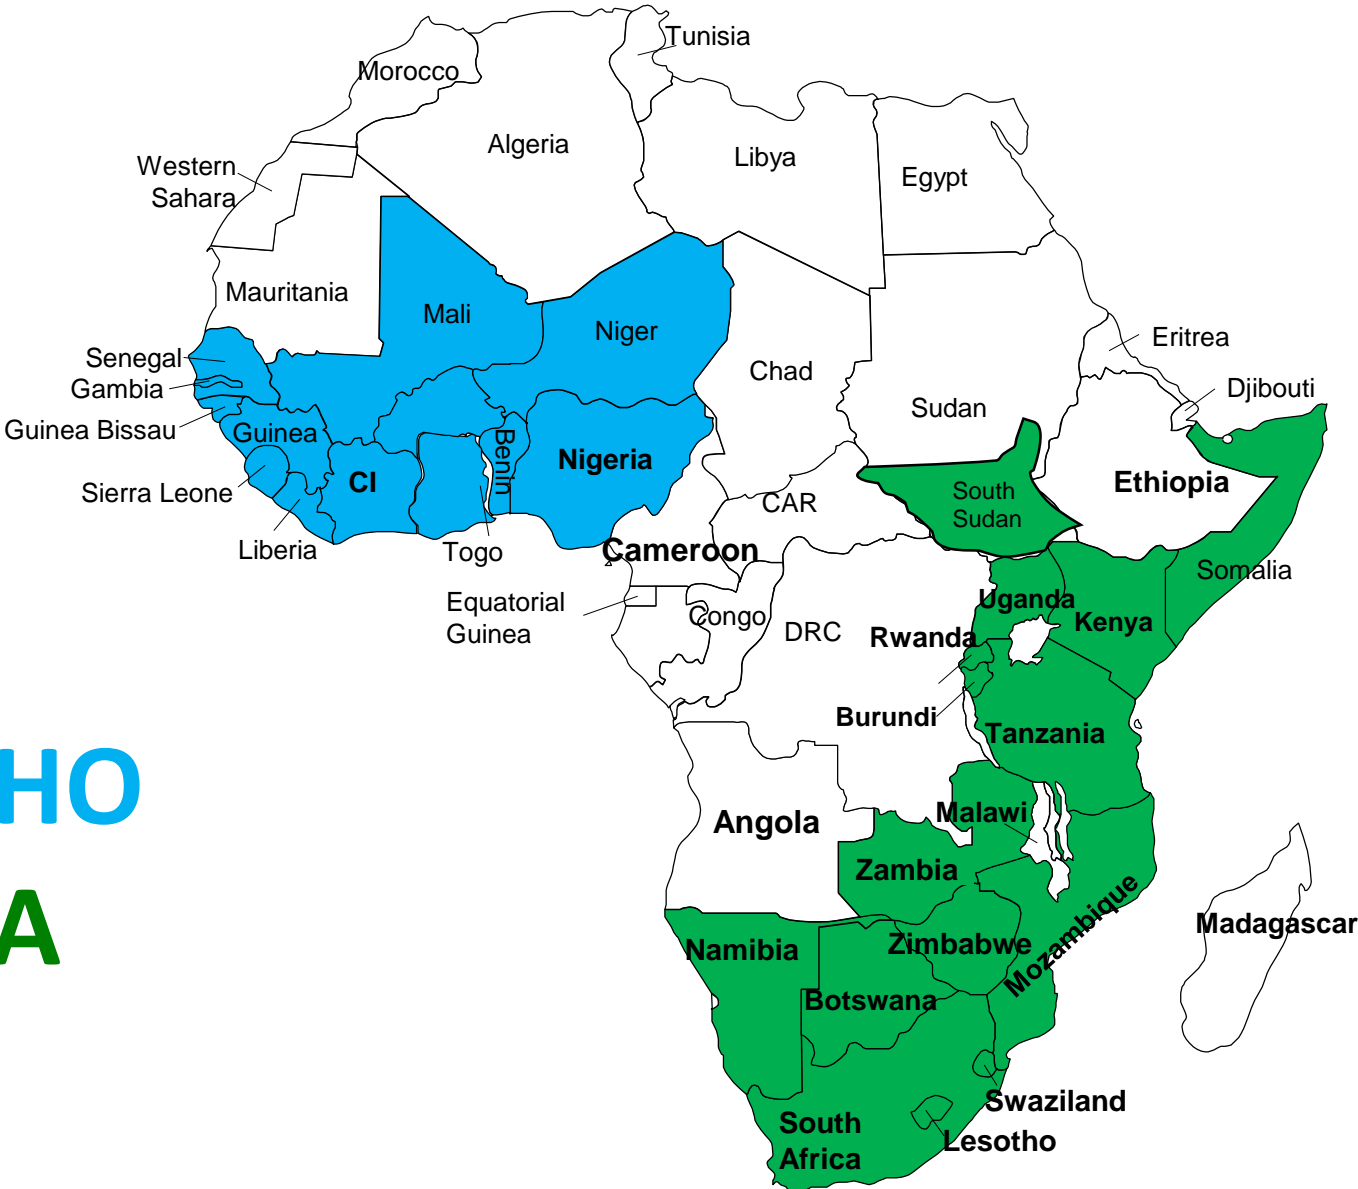 Tunisia
Morocco
Algeria
Libya
Egypt
Western
Sahara
Mauritania
Mali
Niger
Chad
Sudan
Eritrea
Djibouti
Senegal
Gambia
Guinea Bissau
Guinea
Sierra Leone
Liberia
CI
Togo
Benin
Nigeria
CAR
South
Sudan
Ethiopia
Somalia
Cameroon
Equatorial
Guinea
Congo
DRC
Uganda
Kenya
Rwanda
Burundi
Tanzania
HO
A
Angola
Malawi
Zambia
Mozambique
Madagascar
Namibia
Zimbabwe
Botswana
Swaziland
Lesotho
South
Africa